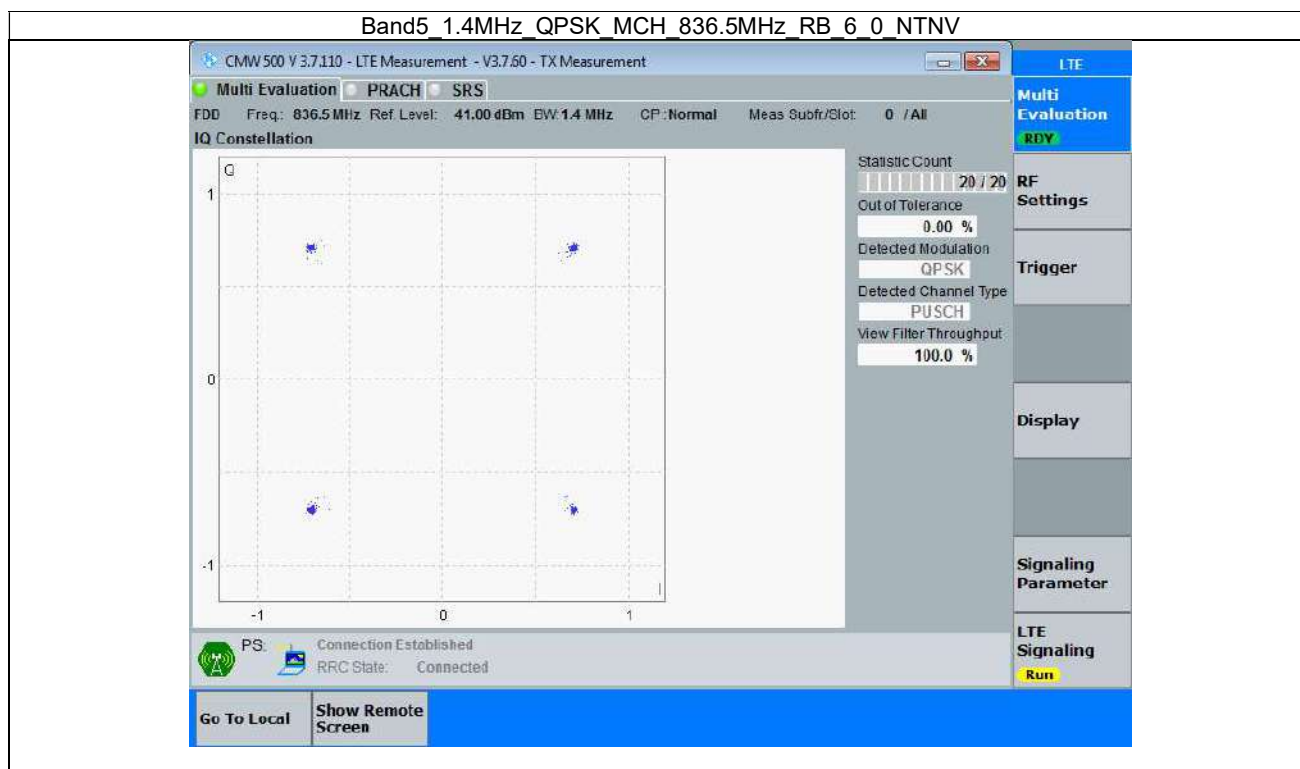 Band5_1.4MHz_QPSK_MCH_836.5MHz_RB_6_0_NTNV
CMW 500 V 3.7.110 - LTE Measurement - V3.7.60 - TX Measurement
LTE
Multi Evaluation PRACH SRS
Multi
Evaluation
RDY
FDD Freq.: 836.5 MHz Ref. Level: 41.00 dBm BW: 1.4 MHz CP: Normal Meas Subfr/Slot: 0 / All
IQ Constellation
Q
1
0
-1
-1 0 1
I
Statistic Count
20 / 20
Out of Tolerance
0.00 %
Detected Modulation
QPSK
Detected Channel Type
PUSCH
View Filter Throughput
100.0 %
RF
Settings
Trigger
Display
Signaling
Parameter
LTE
Signaling
Run
PS: Connection Established
RRC State: Connected
Go To Local
Show Remote
Screen